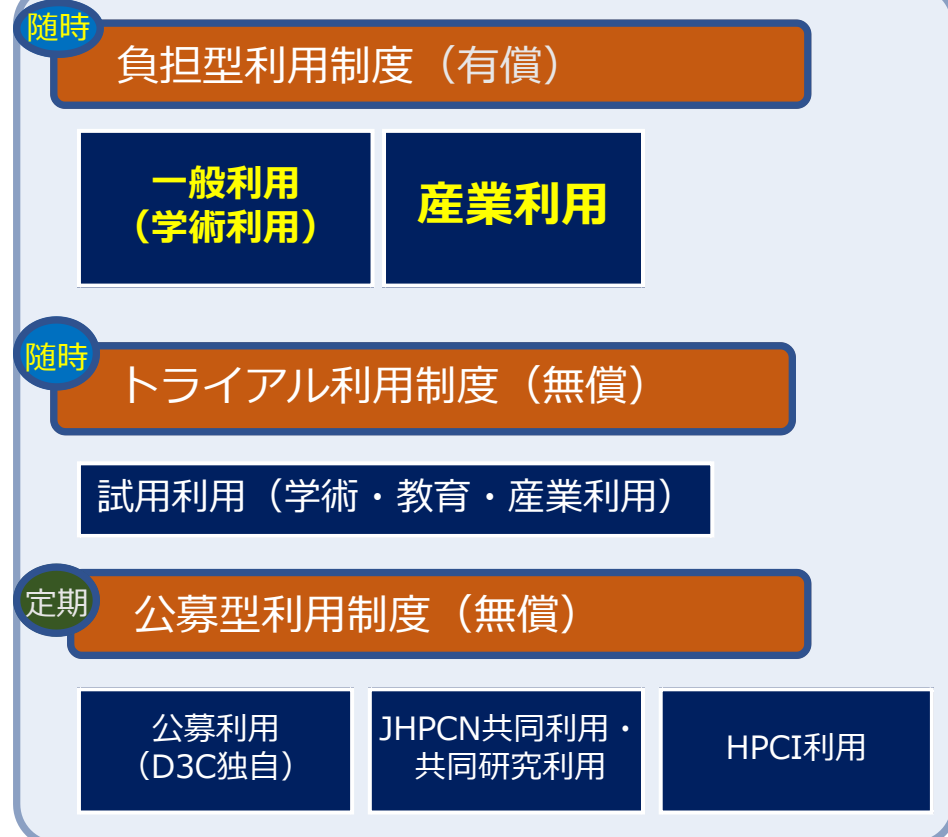 随時
負担型利用制度（有償）
一般利用
（学術利用）
産業利用
随時
トライアル利用制度（無償）
試用利用（学術・教育・産業利用）
定期
公募型利用制度（無償）
公募利用
（D3C独自）
JHPCN共同利用・
共同研究利用
HPCI利用